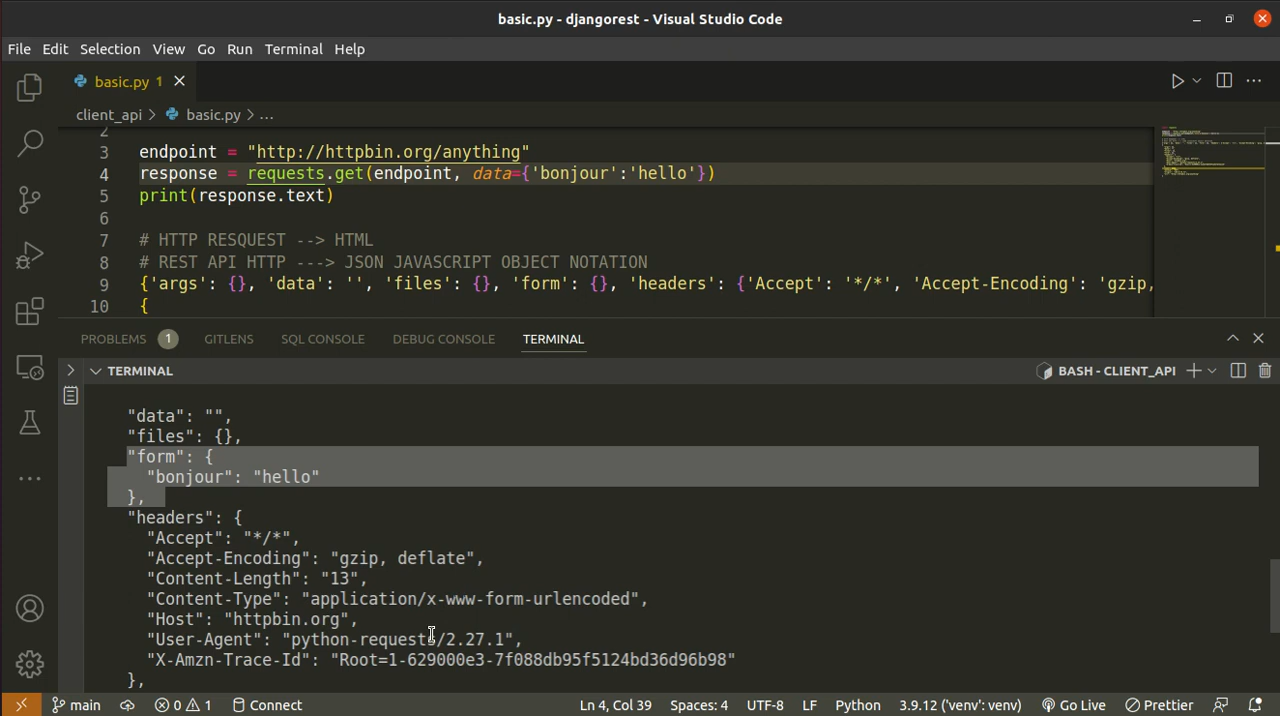 basic.py - djangorest - Visual Studio Code
File Edit Selection View Go Run Terminal Help
basic.py 1
client_api > basic.py > ...
2
3 endpoint = "http://httpbin.org/anything"
4 response = requests.get(endpoint, data={'bonjour':'hello'})
5 print(response.text)
6
7 # HTTP RESQUEST --> HTML
8 # REST API HTTP ---> JSON JAVASCRIPT OBJECT NOTATION
9 {'args': {}, 'data': '', 'files': {}, 'form': {}, 'headers': {'Accept': '*/*', 'Accept-Encoding': 'gzip,
10 {
PROBLEMS 1 GITLENS SQL CONSOLE DEBUG CONSOLE TERMINAL
TERMINAL BASH - CLIENT_API
"data": "",
"files": {},
"form": {
"bonjour": "hello"
},
"headers": {
"Accept": "*/*",
"Accept-Encoding": "gzip, deflate",
"Content-Length": "13",
"Content-Type": "application/x-www-form-urlencoded",
"Host": "httpbin.org",
"User-Agent": "python-requests/2.27.1",
"X-Amzn-Trace-Id": "Root=1-629000e3-7f088db95f5124bd36d96b98"
},
main 0 1 Connect Ln 4, Col 39 Spaces: 4 UTF-8 LF Python 3.9.12 ('venv': venv) Go Live Prettier